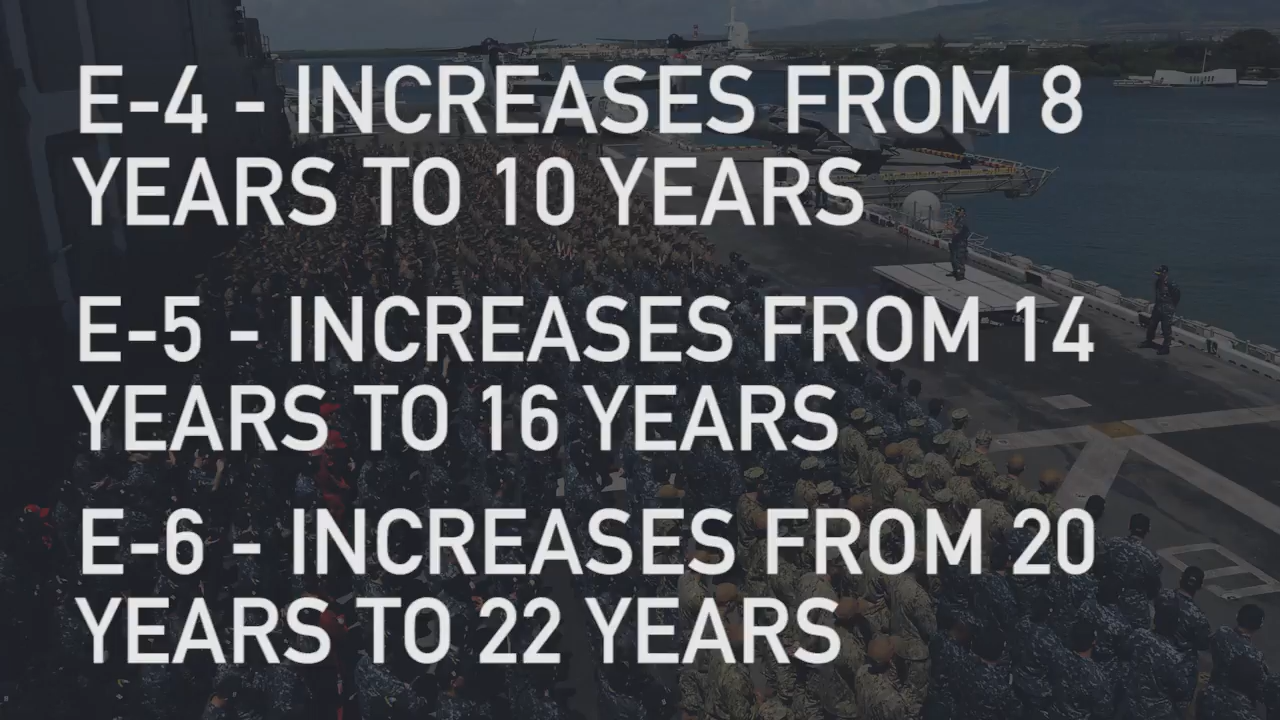 E-4 - INCREASES FROM 8
YEARS TO 10 YEARS
E-5 - INCREASES FROM 14
YEARS TO 16 YEARS
E-6 - INCREASES FROM 20
YEARS TO 22 YEARS